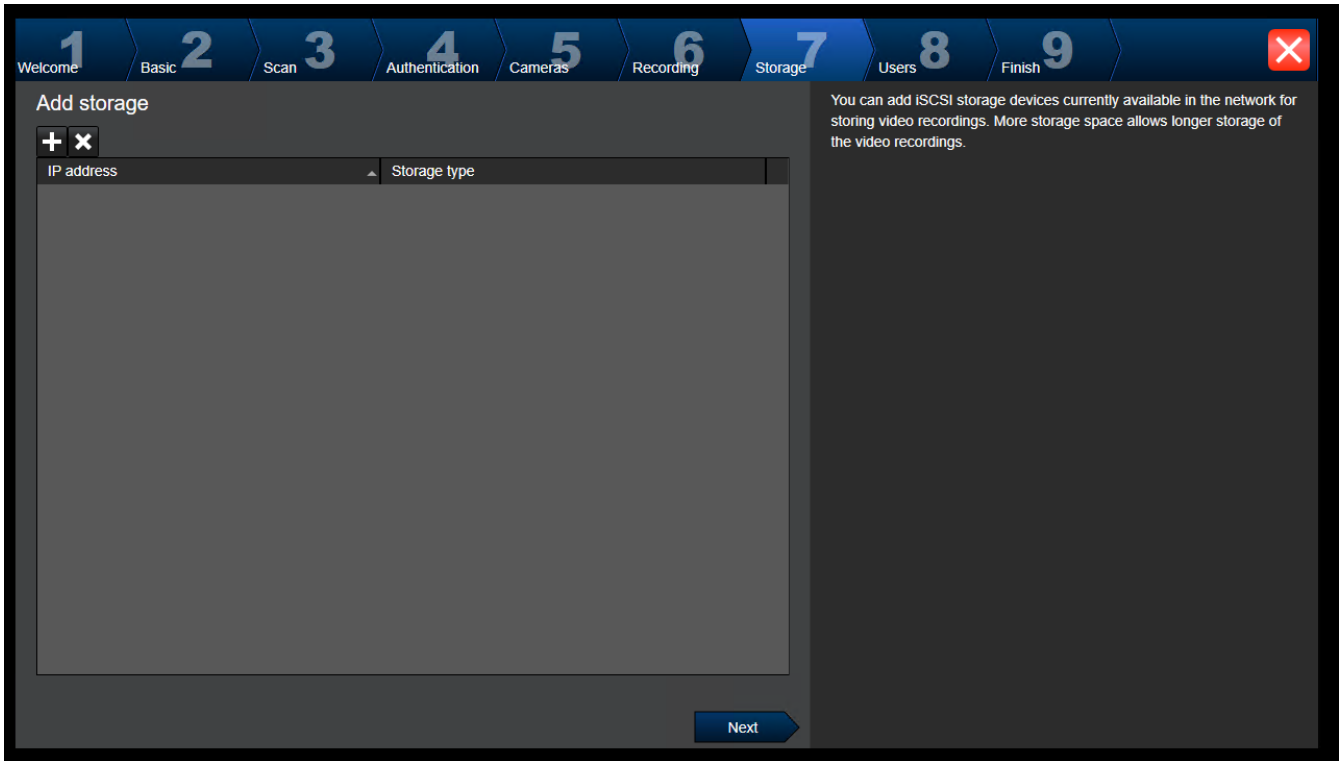 1 2 3 4 5 6 7 8 9
Welcome Basic Scan Authentication Cameras Recording Storage Users Finish
Add storage
IP address Storage type
Next
You can add iSCSI storage devices currently available in the network for
storing video recordings. More storage space allows longer storage of
the video recordings.